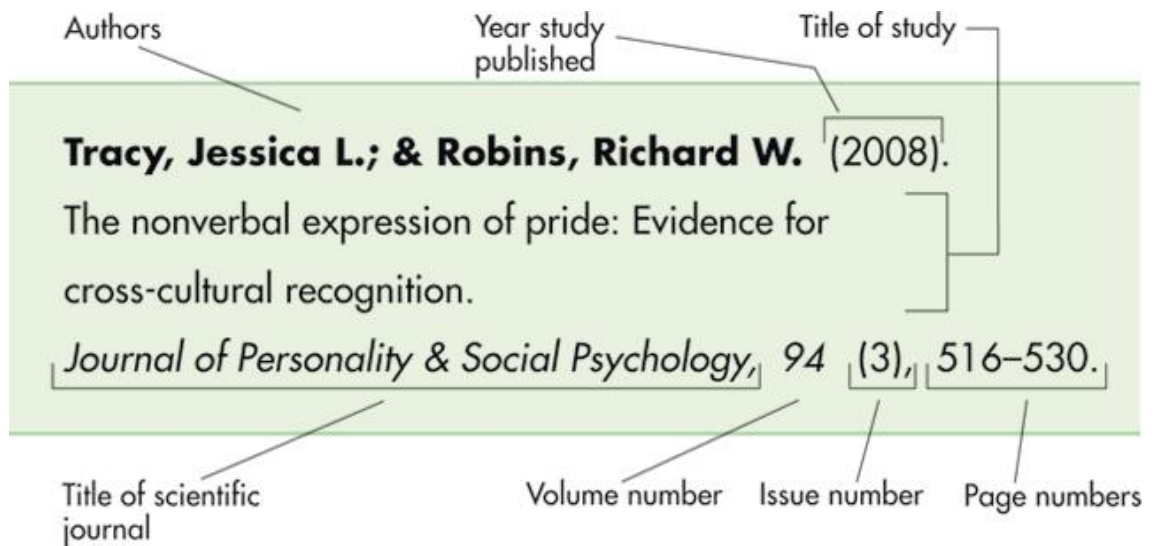 Authors
Year study
published
Title of study
Tracy, Jessica L.; & Robins, Richard W. (2008).
The nonverbal expression of pride: Evidence for
cross-cultural recognition.
Journal of Personality & Social Psychology, 94 (3), 516–530.
Title of scientific
journal
Volume number
Issue number
Page numbers